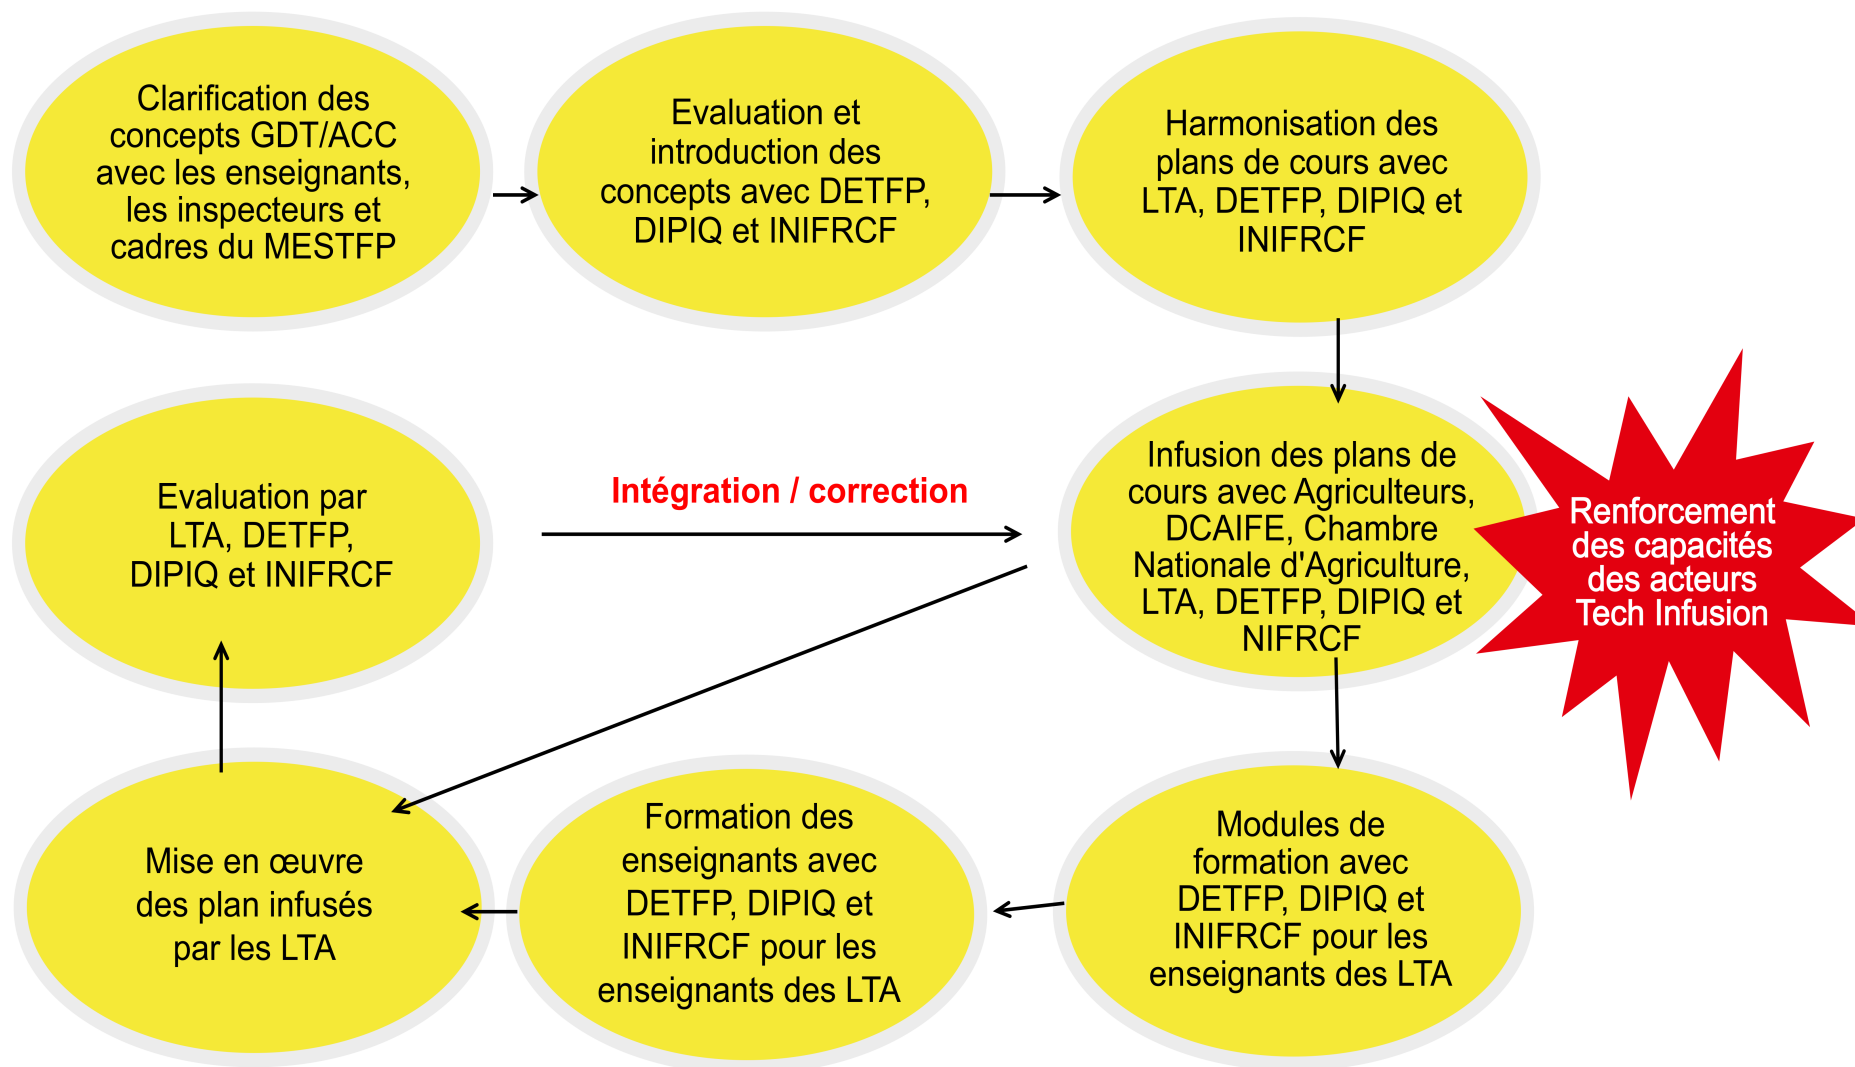 Clarification des
concepts GDT/ACC
avec les enseignants,
les inspecteurs et
cadres du MESTFP
Evaluation et
introduction des
concepts avec DETFP,
DIPIQ et INIFRCF
Harmonisation des
plans de cours avec
LTA, DETFP, DIPIQ et
INIFRCF
Evaluation par
LTA, DETFP,
DIPIQ et INIFRCF
Intégration / correction
Infusion des plans de
cours avec Agriculteurs,
DCAIFE, Chambre
Nationale d'Agriculture,
LTA, DETFP, DIPIQ et
NIFRCF
Renforcement
des capacités
des acteurs
Tech Infusion
Mise en œuvre
des plan infusés
par les LTA
Formation des
enseignants avec
DETFP, DIPIQ et
INIFRCF pour les
enseignants des LTA
Modules de
formation avec
DETFP, DIPIQ et
INIFRCF pour les
enseignants des LTA